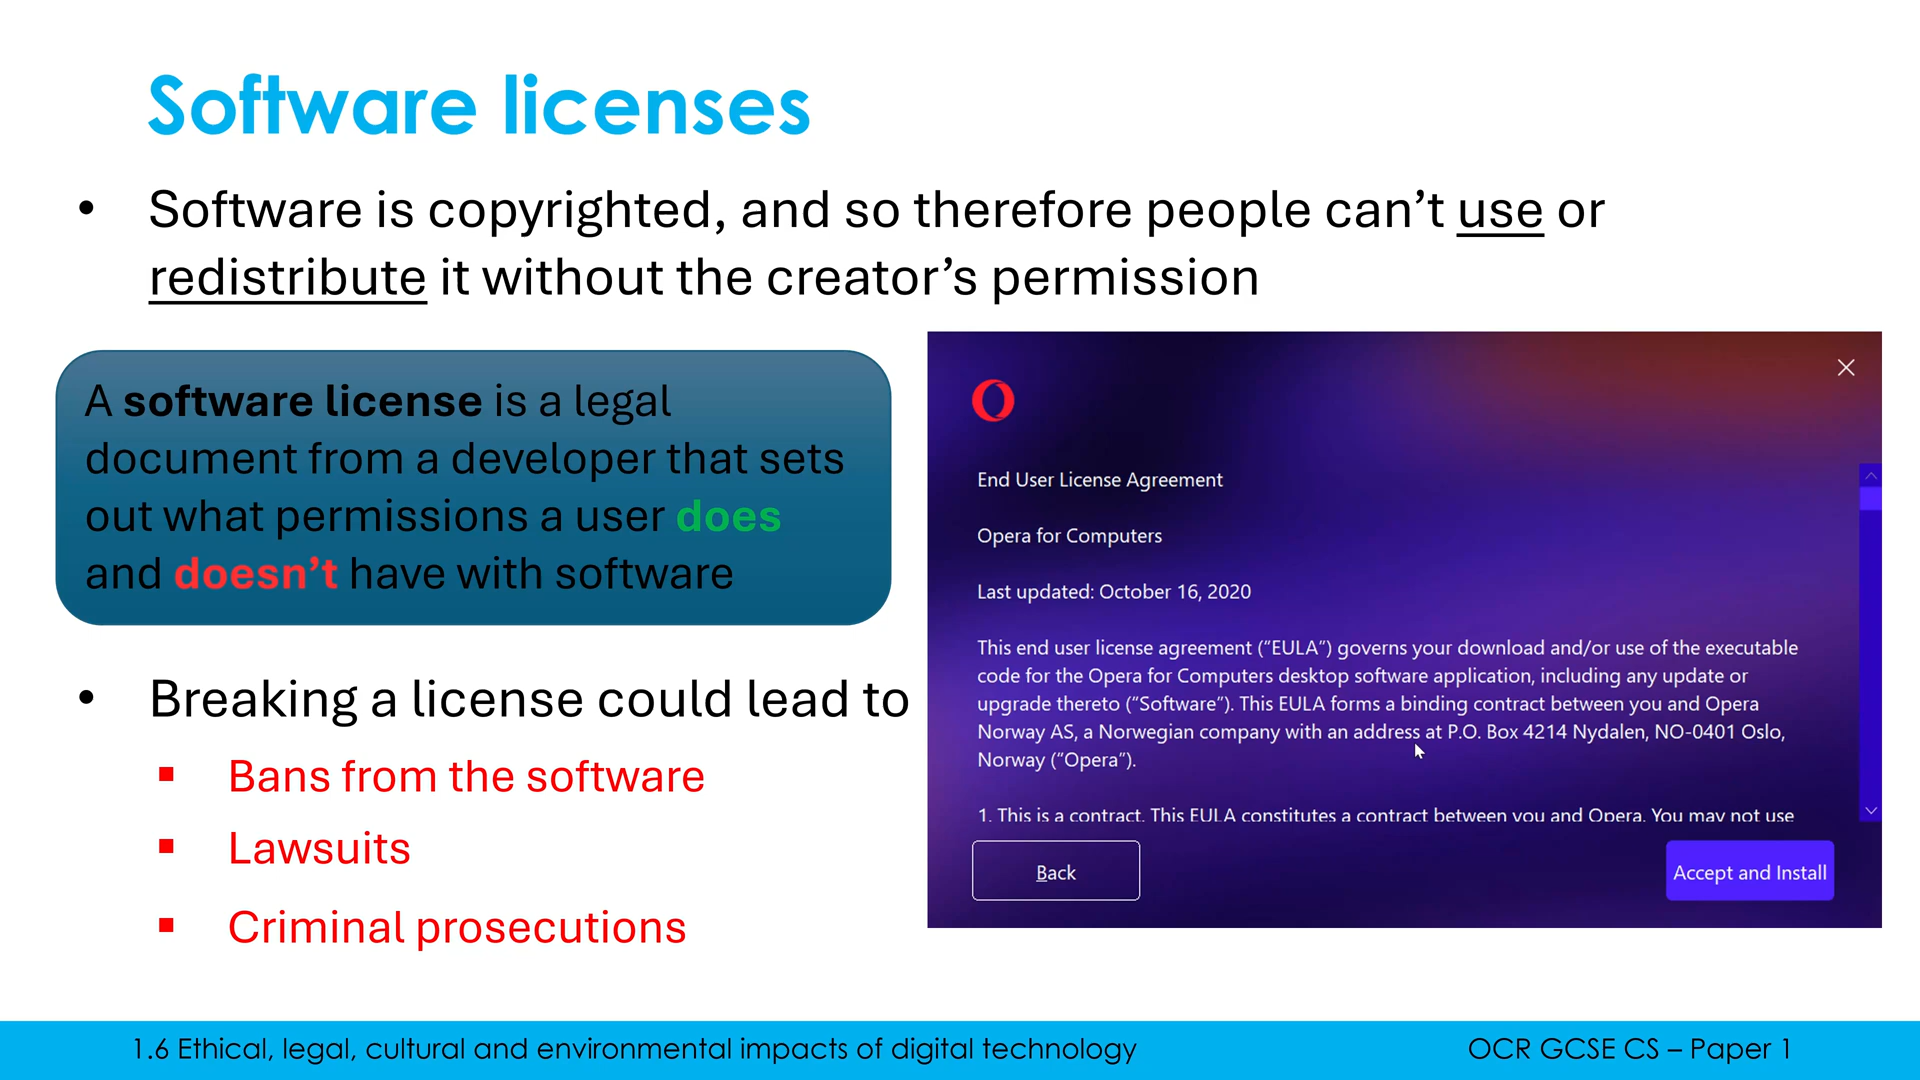 Software licenses
• Software is copyrighted, and so therefore people can’t use or
redistribute it without the creator’s permission
A software license is a legal
document from a developer that sets
out what permissions a user does
and doesn’t have with software
• Breaking a license could lead to
▪ Bans from the software
▪ Lawsuits
▪ Criminal prosecutions
End User License Agreement
Opera for Computers
Last updated: October 16, 2020
This end user license agreement (“EULA”) governs your download and/or use of the executable
code for the Opera for Computers desktop software application, including any update or
upgrade thereto (“Software”). This EULA forms a binding contract between you and Opera
Norway AS, a Norwegian company with an address at P.O. Box 4214 Nydalen, NO-0401 Oslo,
Norway (“Opera”).
1. This is a contract. This EULA constitutes a contract between you and Opera. You may not use
Back
Accept and Install
1.6 Ethical, legal, cultural and environmental impacts of digital technology
OCR GCSE CS – Paper 1